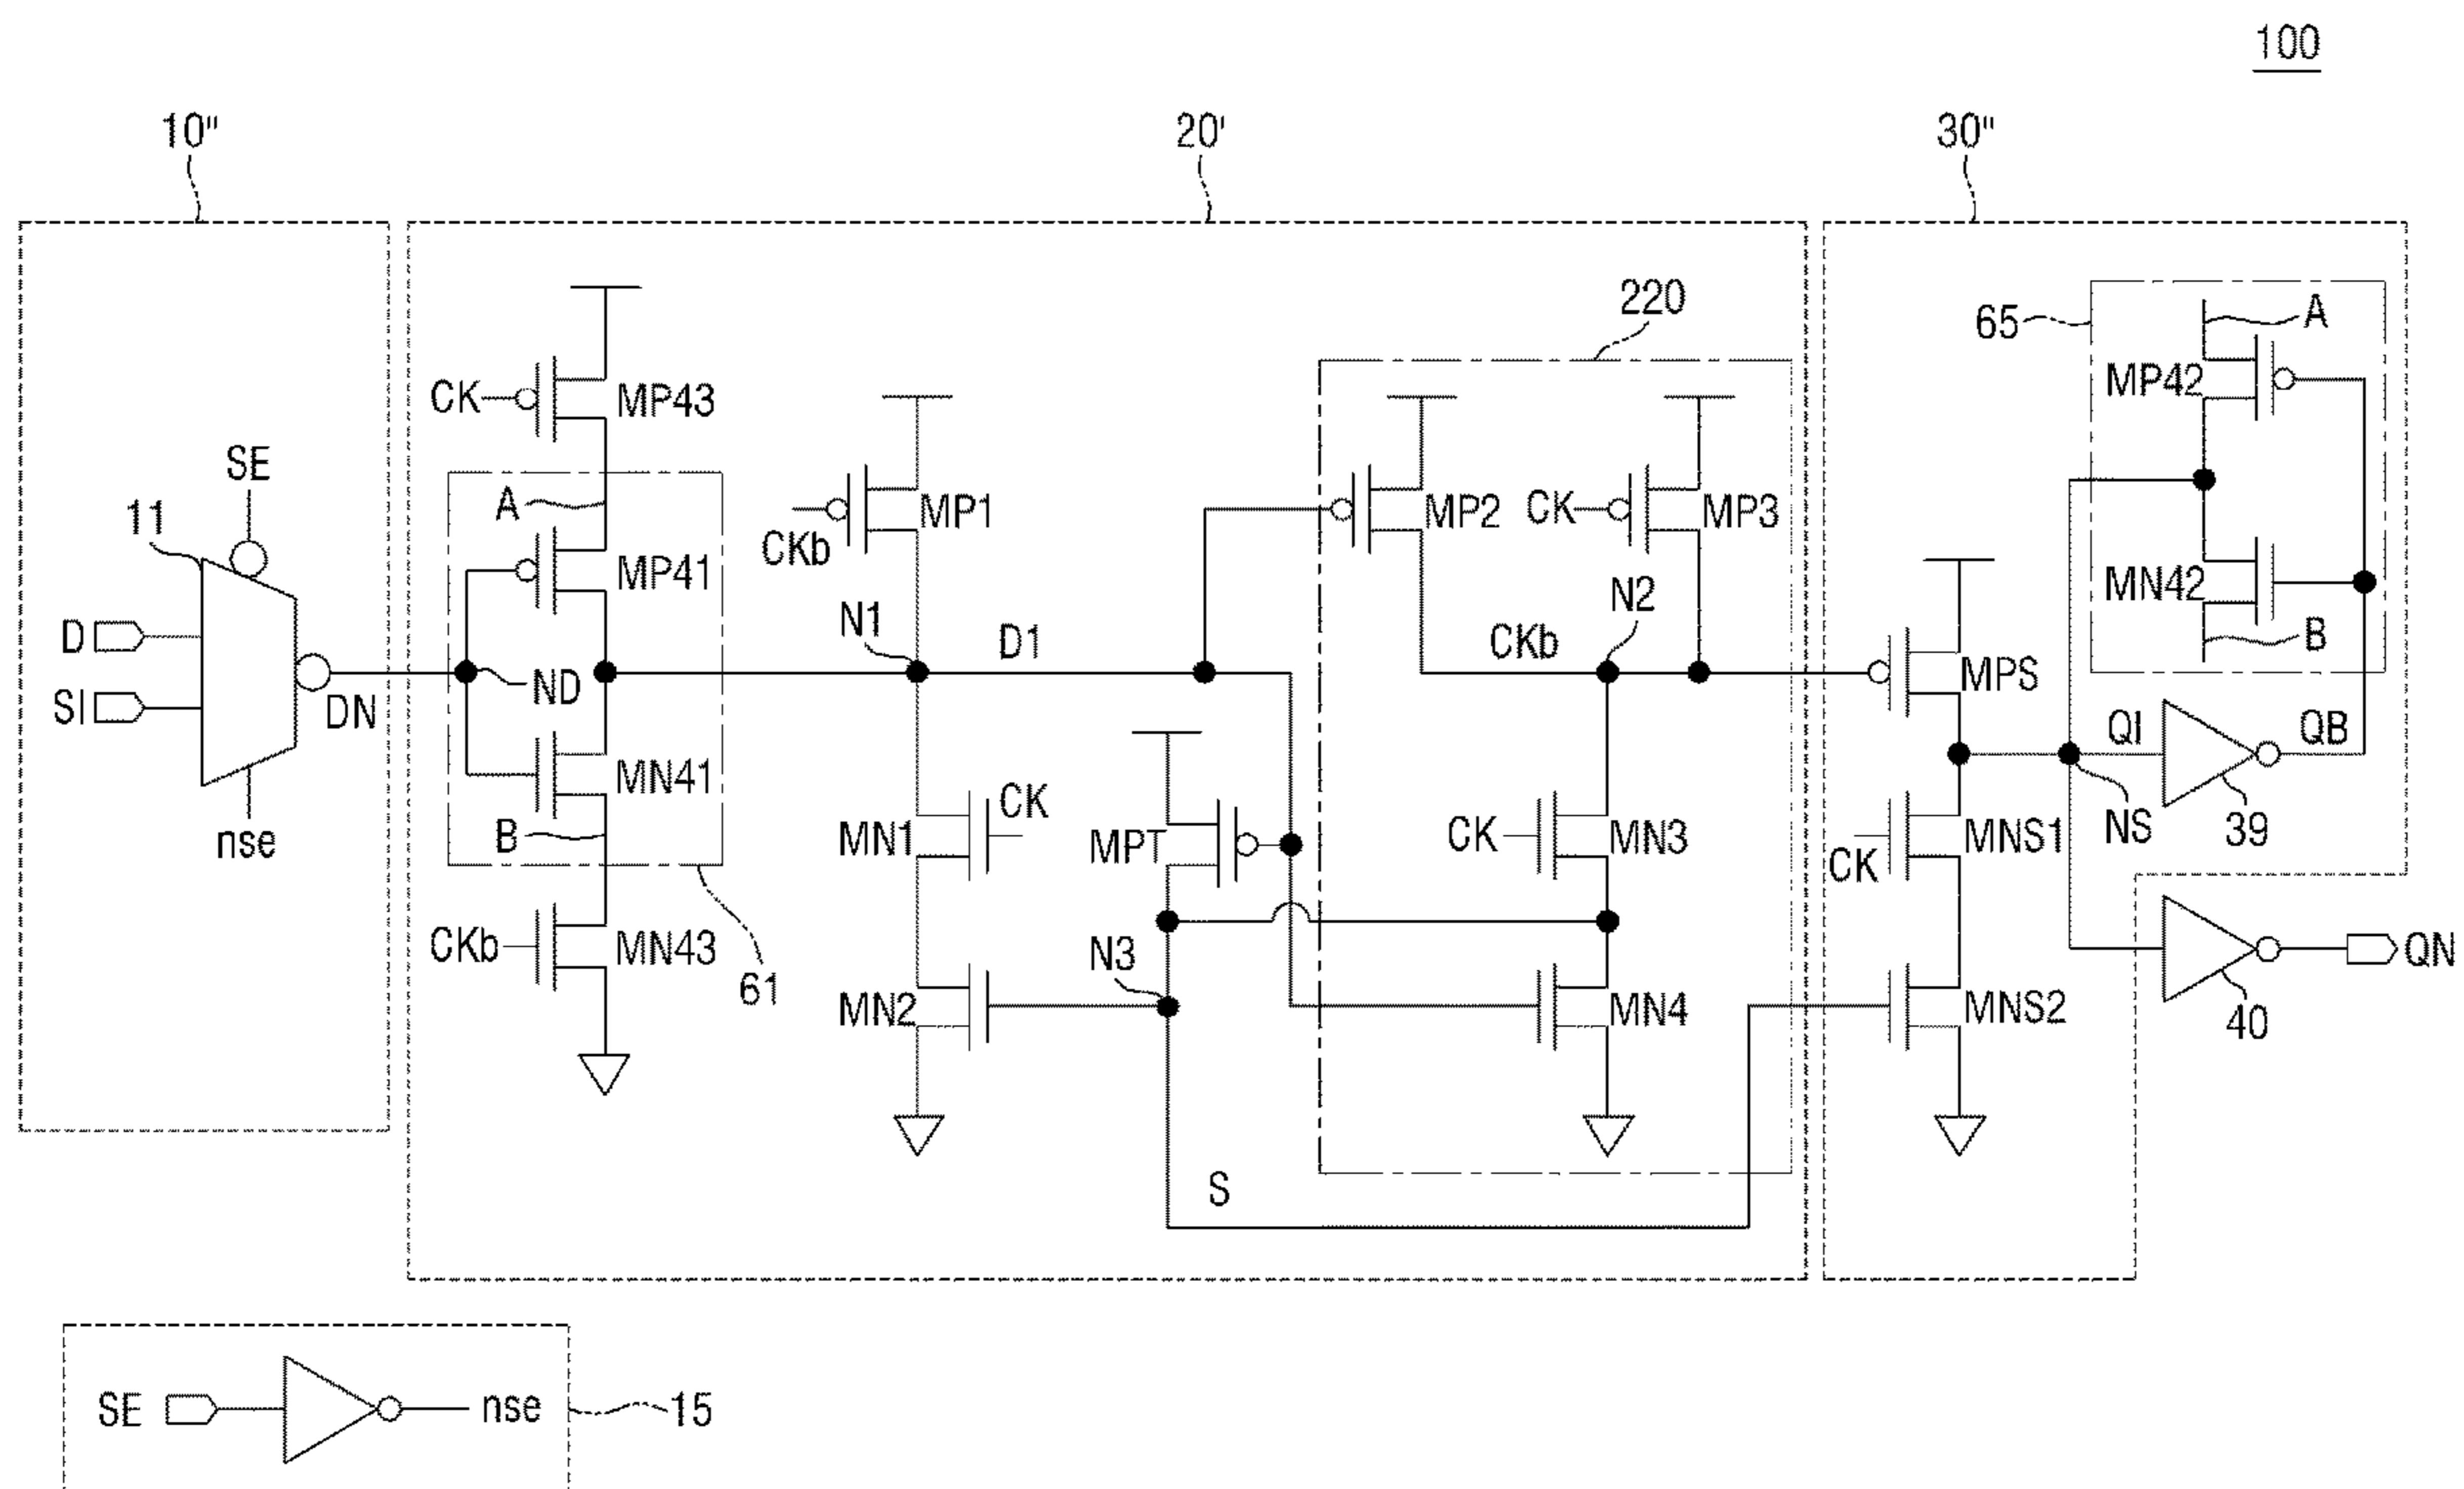 100
10"
20'
30"
220
65
A
MP42
MN42
B
CK
MP43
A
MP41
ND
MN41
B
CKb
MN43
61
SE
11
D
SI
DN
nse
CKb
MP1
N1
D1
MN1
CK
MPT
N3
MN2
S
MP2
CK
MP3
N2
CKb
CK
MN3
MN4
MPS
QI
QB
NS
39
CK
MNS1
MNS2
40
QN
SE
nse
15